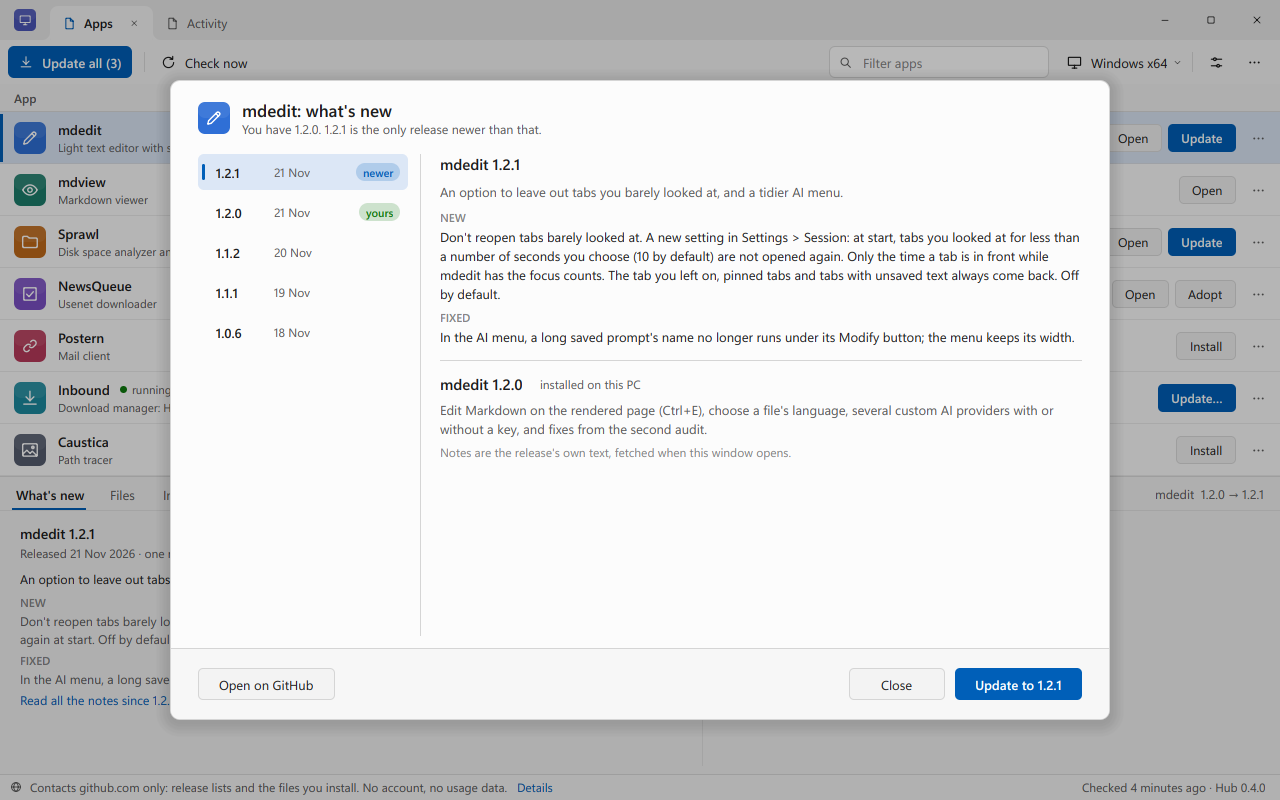 Apps
Activity
Update all (3)
Check now
Filter apps
Windows x64
App
mdedit
Light text editor with s
Open
Update
mdview
Markdown viewer
Open
Sprawl
Disk space analyzer an
Open
Update
NewsQueue
Usenet downloader
Open
Adopt
Postern
Mail client
Install
Inbound
running
Download manager: H
Update...
Caustica
Path tracer
Install
mdedit: what's new
You have 1.2.0. 1.2.1 is the only release newer than that.
1.2.1 21 Nov newer
1.2.0 21 Nov yours
1.1.2 20 Nov
1.1.1 19 Nov
1.0.6 18 Nov
mdedit 1.2.1
An option to leave out tabs you barely looked at, and a tidier AI menu.
NEW
Don't reopen tabs barely looked at. A new setting in Settings > Session: at start, tabs you looked at for less than
a number of seconds you choose (10 by default) are not opened again. Only the time a tab is in front while
mdedit has the focus counts. The tab you left on, pinned tabs and tabs with unsaved text always come back. Off
by default.
FIXED
In the AI menu, a long saved prompt's name no longer runs under its Modify button; the menu keeps its width.
mdedit 1.2.0 installed on this PC
Edit Markdown on the rendered page (Ctrl+E), choose a file's language, several custom AI providers with or
without a key, and fixes from the second audit.
Notes are the release's own text, fetched when this window opens.
Open on GitHub
Close
Update to 1.2.1
What's new
Files
mdedit 1.2.0 → 1.2.1
mdedit 1.2.1
Released 21 Nov 2026 · one
An option to leave out tabs
NEW
Don't reopen tabs barely lo
again at start. Off by defaul
FIXED
In the AI menu, a long save
Read all the notes since 1.2.
Contacts github.com only: release lists and the files you install. No account, no usage data. Details
Checked 4 minutes ago · Hub 0.4.0